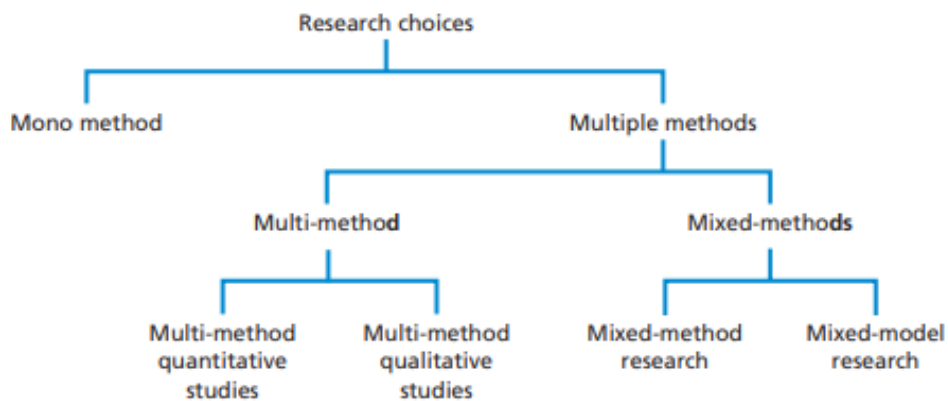 Research choices
Mono method
Multiple methods
Multi-method
Mixed-methods
Multi-method
quantitative
studies
Multi-method
qualitative
studies
Mixed-method
research
Mixed-model
research